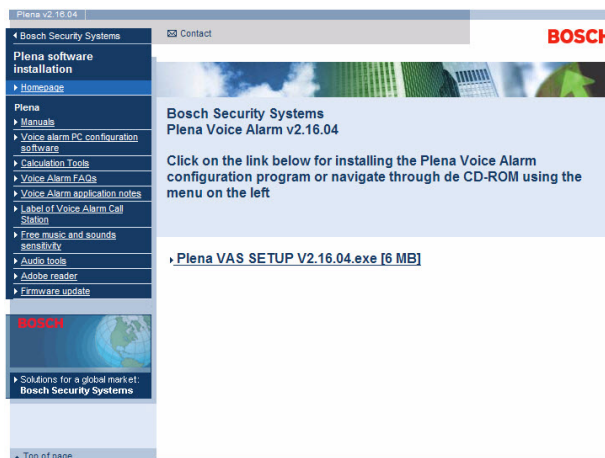 Plena v2.16.04
Bosch Security Systems
Plena software
installation
Homepage
Plena
Manuals
Voice alarm PC configuration
software
Calculation Tools
Voice Alarm FAQs
Voice Alarm application notes
Label of Voice Alarm Call
Station
Free music and sounds
sensitivity
Audio tools
Adobe reader
Firmware update
BOSCH
Solutions for a global market:
Bosch Security Systems
Top of page
Contact
BOSCH
Bosch Security Systems
Plena Voice Alarm v2.16.04
Click on the link below for installing the Plena Voice Alarm
configuration program or navigate through de CD-ROM using the
menu on the left
Plena VAS SETUP V2.16.04.exe [6 MB]